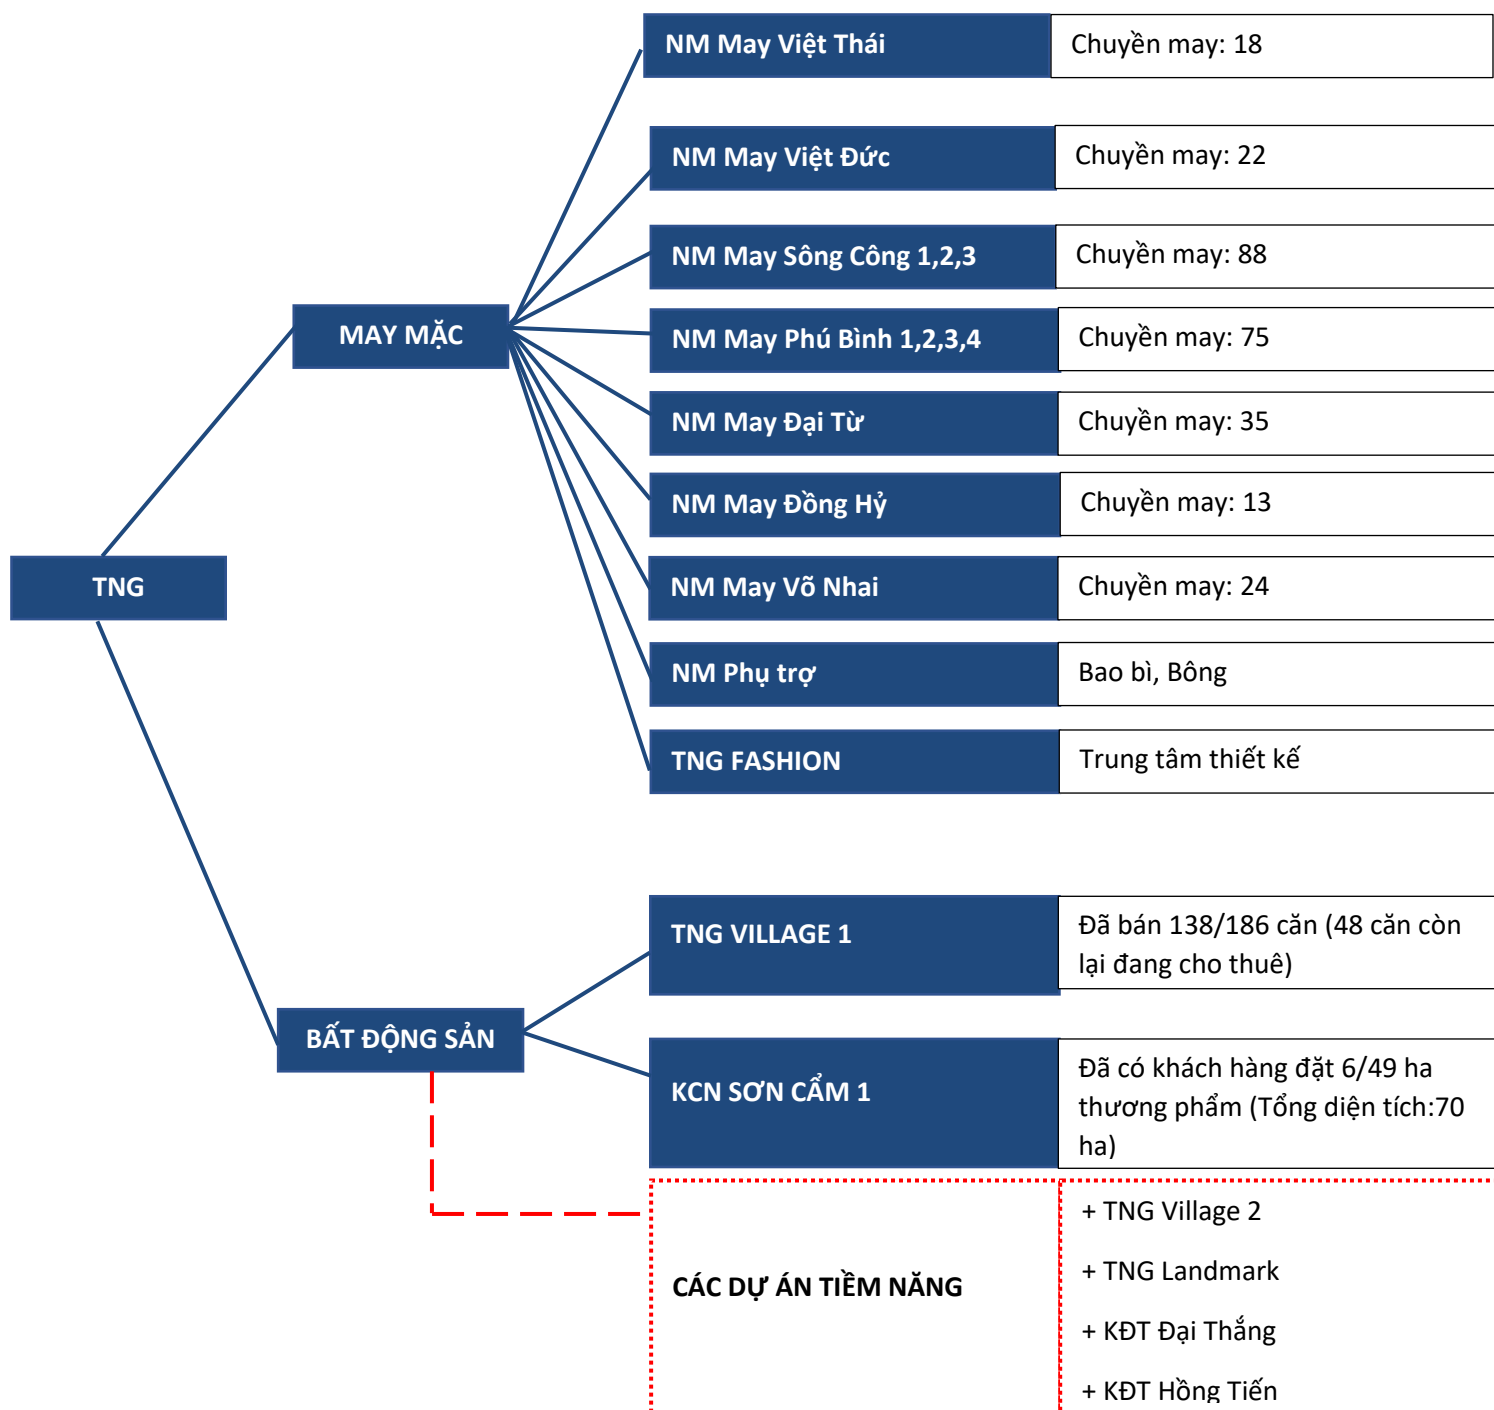 NM May Việt Thái
Chuyền may: 18
NM May Việt Đức
Chuyền may: 22
NM May Sông Công 1,2,3
Chuyền may: 88
MAY MẶC
NM May Phú Bình 1,2,3,4
Chuyền may: 75
NM May Đại Từ
Chuyền may: 35
NM May Đồng Hỷ
Chuyền may: 13
TNG
NM May Võ Nhai
Chuyền may: 24
NM Phụ trợ
Bao bì, Bông
TNG FASHION
Trung tâm thiết kế
TNG VILLAGE 1
Đã bán 138/186 căn (48 căn còn
lại đang cho thuê)
BẤT ĐỘNG SẢN
KCN SƠN CẨM 1
Đã có khách hàng đặt 6/49 ha
thương phẩm (Tổng diện tích:70
ha)
CÁC DỰ ÁN TIỀM NĂNG
+ TNG Village 2
+ TNG Landmark
+ KĐT Đại Thắng
+ KĐT Hồng Tiến